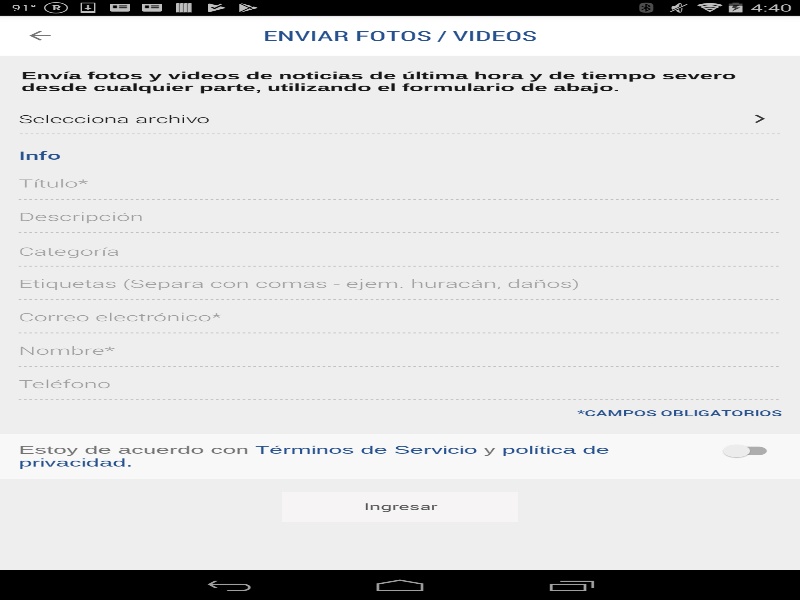 91°
4:40
ENVIAR FOTOS / VIDEOS
Envía fotos y videos de noticias de última hora y de tiempo severo
desde cualquier parte, utilizando el formulario de abajo.
Selecciona archivo
Info
Título*
Descripción
Categoría
Etiquetas (Separa con comas - ejem. huracán, daños)
Correo electrónico*
Nombre*
Teléfono
*CAMPOS OBLIGATORIOS
Estoy de acuerdo con Términos de Servicio y política de
privacidad.
Ingresar